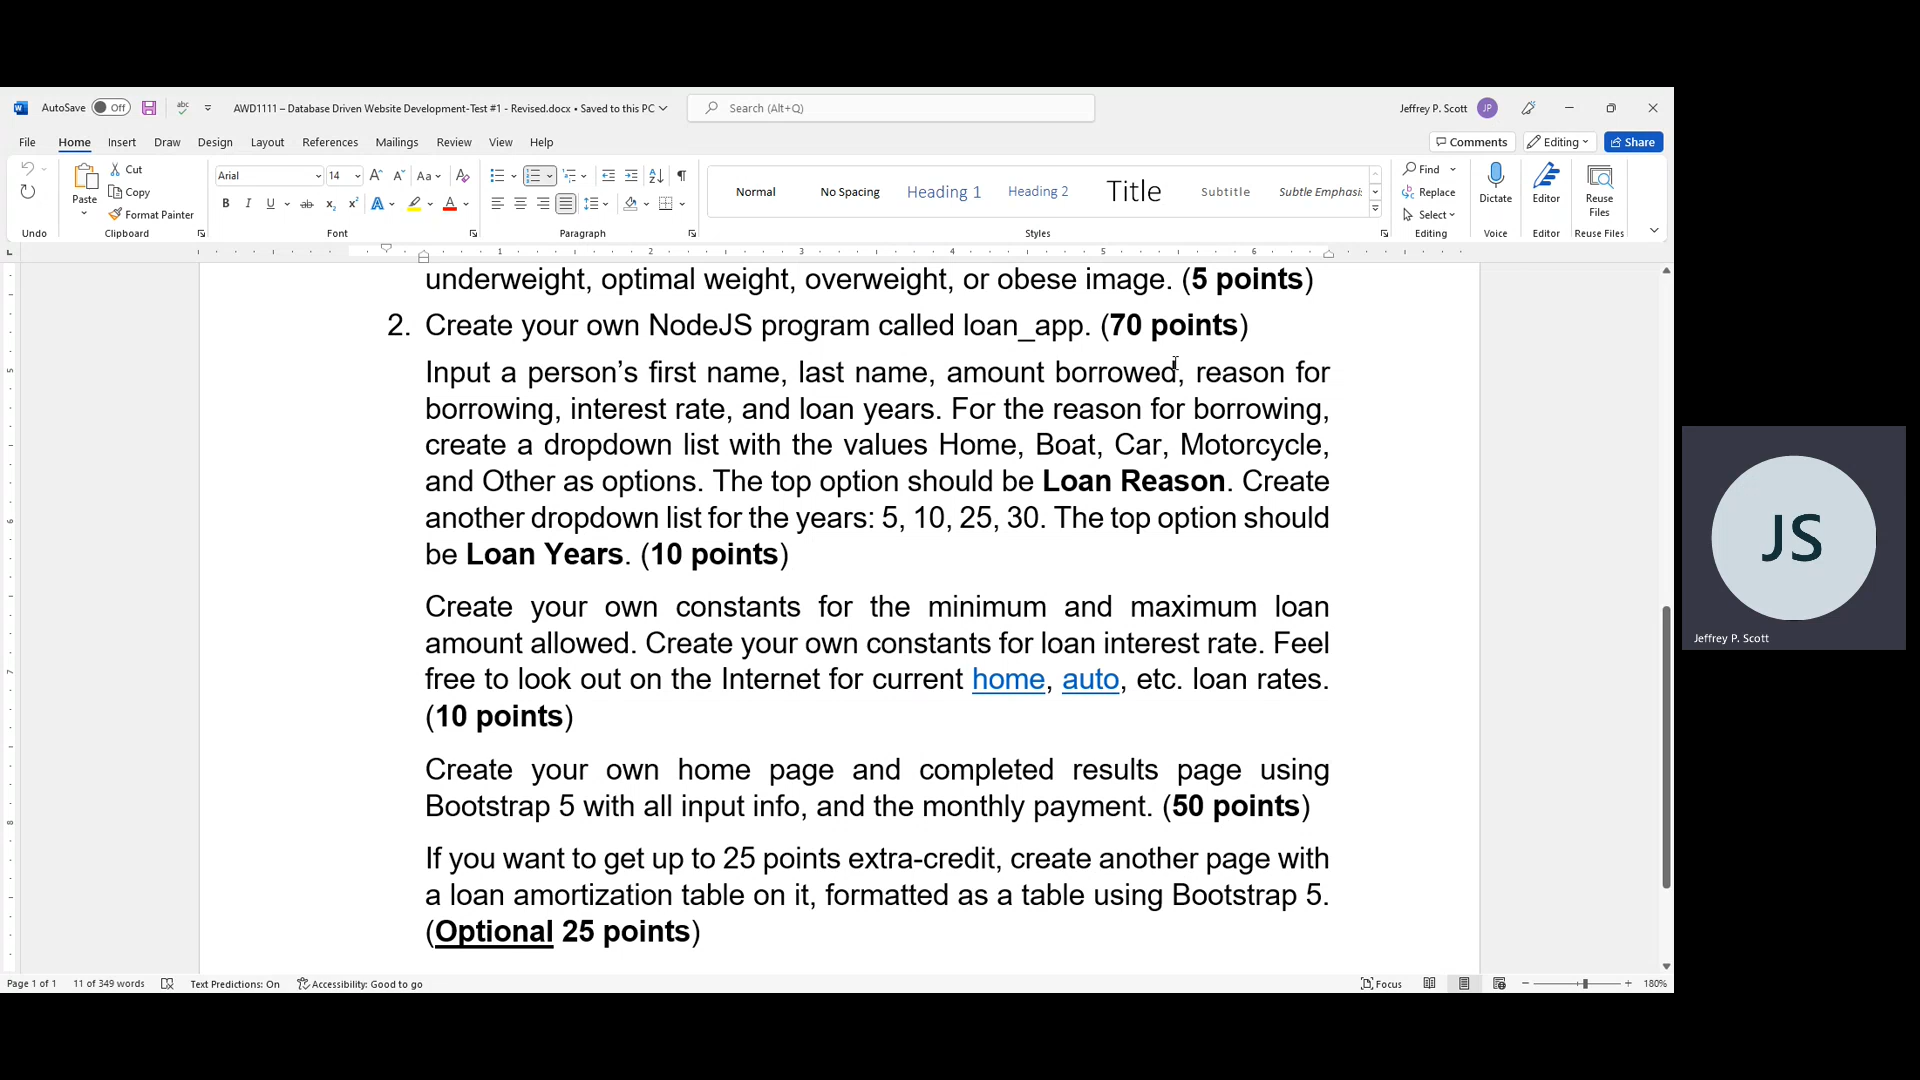 AutoSave Off abc AWD1111 – Database Driven Website Development-Test #1 - Revised.docx • Saved to this PC Search (Alt+Q) Jeffrey P. Scott JP
File Home Insert Draw Design Layout References Mailings Review View Help Comments Editing Share
Undo
Paste
Cut
Copy
Format Painter
Clipboard
Arial 14
Font
Paragraph
Normal No Spacing Heading 1 Heading 2 Title Subtitle Subtle Emphasi
Styles
Find
Replace
Select
Editing
Dictate
Voice
Editor
Editor
Reuse
Files
Reuse Files
1 2 3 4 5 6
underweight, optimal weight, overweight, or obese image. (5 points)
2. Create your own NodeJS program called loan_app. (70 points)
Input a person’s first name, last name, amount borrowed, reason for
borrowing, interest rate, and loan years. For the reason for borrowing,
create a dropdown list with the values Home, Boat, Car, Motorcycle,
and Other as options. The top option should be Loan Reason. Create
another dropdown list for the years: 5, 10, 25, 30. The top option should
be Loan Years. (10 points)
Create your own constants for the minimum and maximum loan
amount allowed. Create your own constants for loan interest rate. Feel
free to look out on the Internet for current home, auto, etc. loan rates.
(10 points)
Create your own home page and completed results page using
Bootstrap 5 with all input info, and the monthly payment. (50 points)
If you want to get up to 25 points extra-credit, create another page with
a loan amortization table on it, formatted as a table using Bootstrap 5.
(Optional 25 points)
Page 1 of 1 11 of 349 words Text Predictions: On Accessibility: Good to go Focus 180%
JS
Jeffrey P. Scott